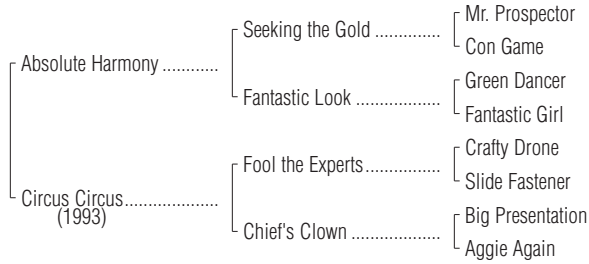 Mr. Prospector
Seeking the Gold ..............
Con Game
Absolute Harmony ............
Green Dancer
Fantastic Look ..................
Fantastic Girl
Crafty Drone
Fool the Experts................
Slide Fastener
Circus Circus....................
(1993)
Big Presentation
Chief's Clown ...................
Aggie Again